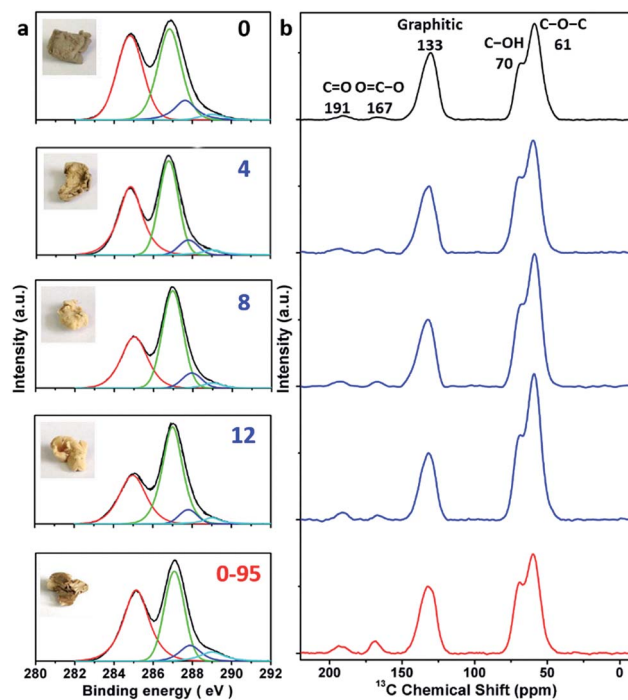 a
0
4
8
12
0-95
Intensity (a.u.)
280 282 284 286 288 290 292
Binding energy ( eV )
b
Graphitic
133
C–O–C
61
C–OH
70
C=O O=C–O
191 167
Intensity (a.u.)
200 150 100 50 0
¹³C Chemical Shift (ppm)